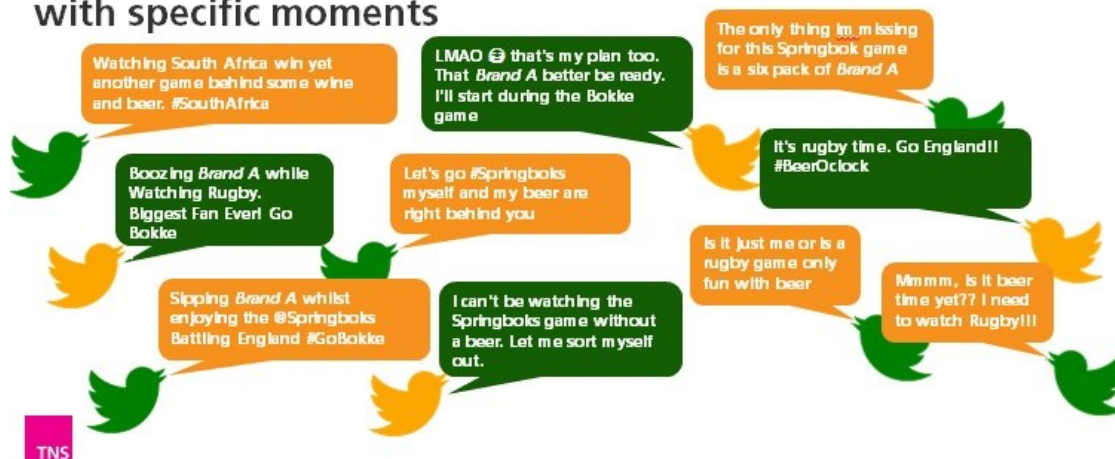 with specific moments
Watching South Africa win yet
another game behind some wine
and beer. #SouthAfrica
LMAO 😂 that's my plan too.
That Brand A better be ready.
I'll start during the Bokke
game
The only thing im missing
for this Springbok game
is a six pack of Brand A
Boozing Brand A while
Watching Rugby.
Biggest Fan Ever! Go
Bokke
Let's go #Springboks
myself and my beer are
right behind you
It's rugby time. Go England!!
#BeerOclock
Sipping Brand A whilst
enjoying the @Springboks
Battling England #GoBokke
I can't be watching the
Springboks game without
a beer. Let me sort myself
out.
Is it just me or is a
rugby game only
fun with beer
Mmmm, is it beer
time yet?? I need
to watch Rugby!!!
TNS